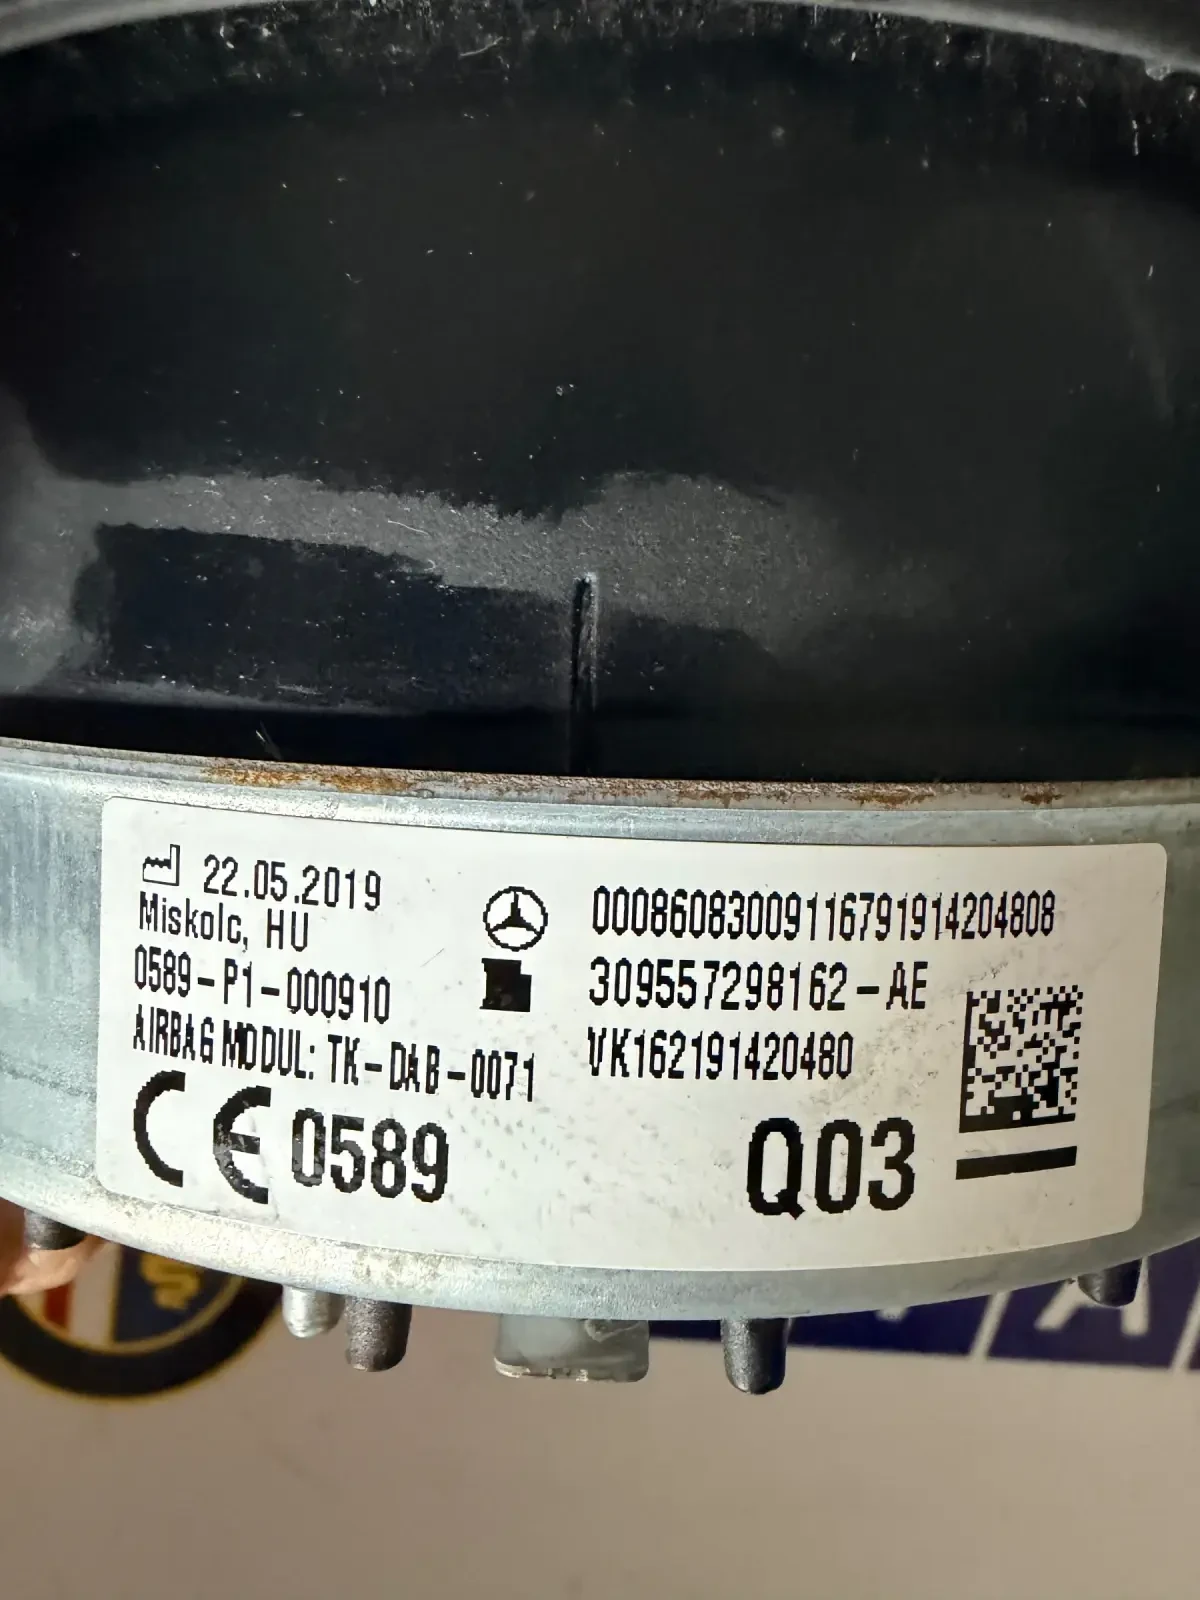 22.05.2019
Miskolc, HU
0589-P1-000910
AIRBAG MODUL: TK-DAB-0071
CE 0589
00086083009116791914204808
309557298162-AE
VK162191420480
Q03
A